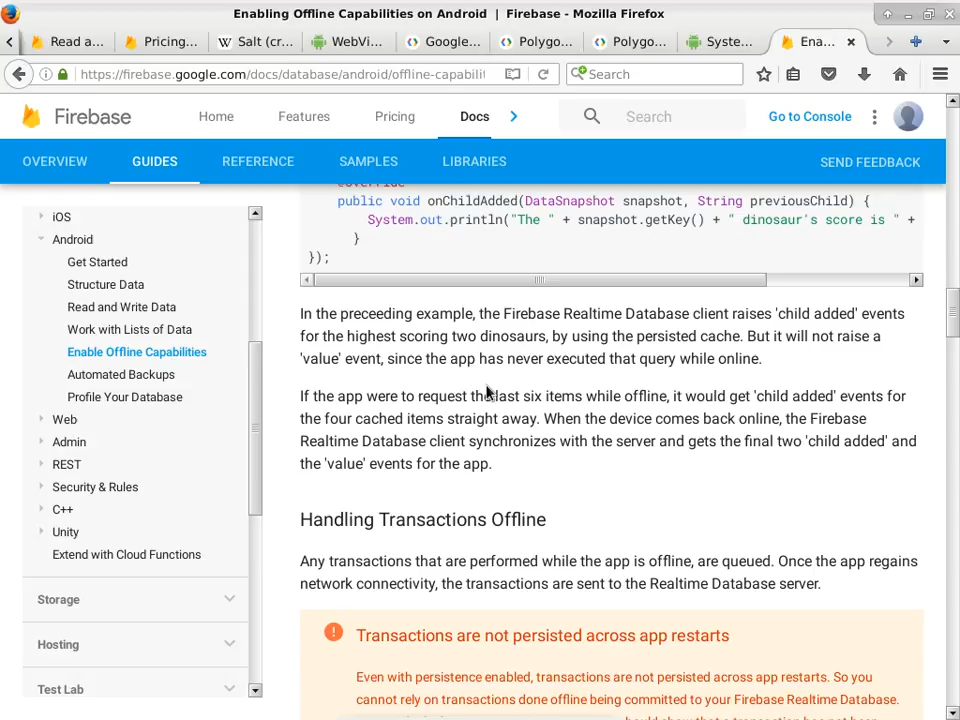 Enabling Offline Capabilities on Android | Firebase - Mozilla Firefox
Read a...
Pricing...
Salt (cr...
WebVi...
Google...
Polygo...
Polygo...
Syste...
Ena...
https://firebase.google.com/docs/database/android/offline-capabilit
Search
Firebase
Home
Features
Pricing
Docs
Search
Go to Console
OVERVIEW
GUIDES
REFERENCE
SAMPLES
LIBRARIES
SEND FEEDBACK
iOS
Android
Get Started
Structure Data
Read and Write Data
Work with Lists of Data
Enable Offline Capabilities
Automated Backups
Profile Your Database
Web
Admin
REST
Security & Rules
C++
Unity
Extend with Cloud Functions
Storage
Hosting
Test Lab
@Override
public void onChildAdded(DataSnapshot snapshot, String previousChild) {
System.out.println("The " + snapshot.getKey() + " dinosaur's score is " +
}
});
In the preceeding example, the Firebase Realtime Database client raises 'child added' events
for the highest scoring two dinosaurs, by using the persisted cache. But it will not raise a
'value' event, since the app has never executed that query while online.
If the app were to request the last six items while offline, it would get 'child added' events for
the four cached items straight away. When the device comes back online, the Firebase
Realtime Database client synchronizes with the server and gets the final two 'child added' and
the 'value' events for the app.
Handling Transactions Offline
Any transactions that are performed while the app is offline, are queued. Once the app regains
network connectivity, the transactions are sent to the Realtime Database server.
Transactions are not persisted across app restarts
Even with persistence enabled, transactions are not persisted across app restarts. So you
cannot rely on transactions done offline being committed to your Firebase Realtime Database.